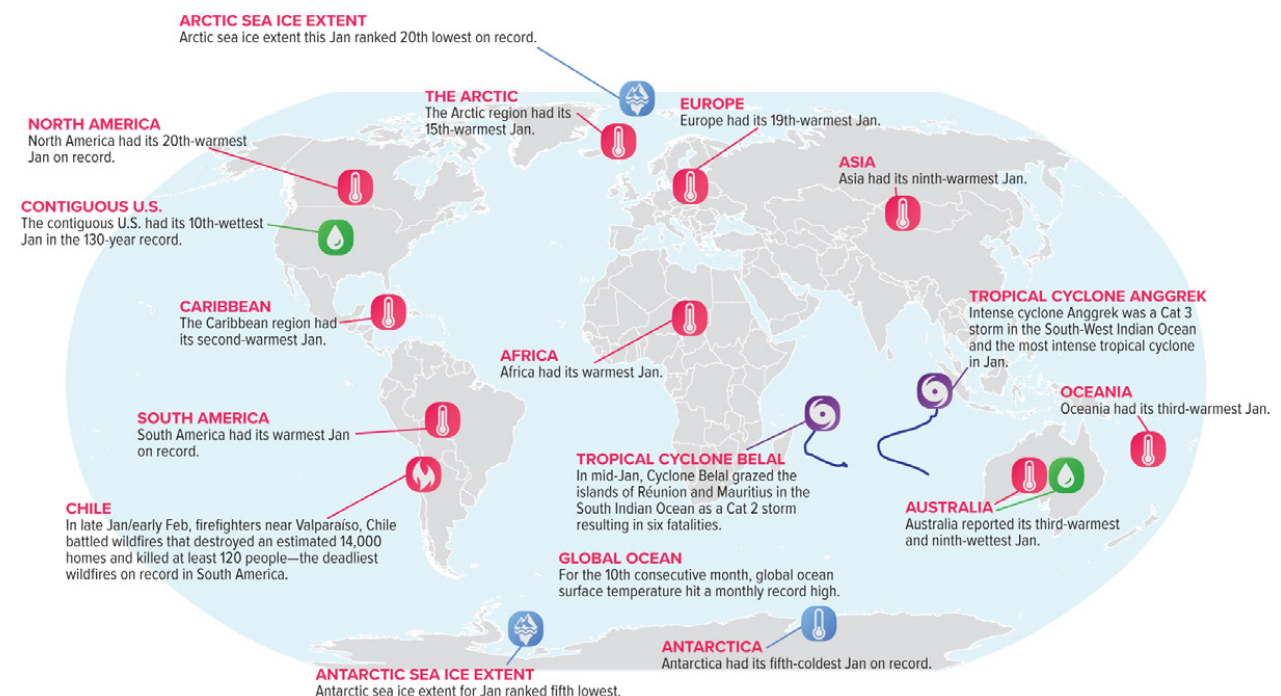 ARCTIC SEA ICE EXTENT
Arctic sea ice extent this Jan ranked 20th lowest on record.
THE ARCTIC
The Arctic region had its
15th-warmest Jan.
EUROPE
Europe had its 19th-warmest Jan.
NORTH AMERICA
North America had its 20th-warmest
Jan on record.
ASIA
Asia had its ninth-warmest Jan.
CONTIGUOUS U.S.
The contiguous U.S. had its 10th-wettest
Jan in the 130-year record.
CARIBBEAN
The Caribbean region had
its second-warmest Jan.
TROPICAL CYCLONE ANGGREK
Intense cyclone Anggrek was a Cat 3
storm in the South-West Indian Ocean
and the most intense tropical cyclone
in Jan.
AFRICA
Africa had its warmest Jan.
OCEANIA
Oceania had its third-warmest Jan.
SOUTH AMERICA
South America had its warmest Jan
on record.
TROPICAL CYCLONE BELAL
In mid-Jan, Cyclone Belal grazed the
islands of Réunion and Mauritius in the
South Indian Ocean as a Cat 2 storm
resulting in six fatalities.
CHILE
In late Jan/early Feb, firefighters near Valparaíso, Chile
battled wildfires that destroyed an estimated 14,000
homes and killed at least 120 people—the deadliest
wildfires on record in South America.
AUSTRALIA
Australia reported its third-warmest
and ninth-wettest Jan.
GLOBAL OCEAN
For the 10th consecutive month, global ocean
surface temperature hit a monthly record high.
ANTARCTICA
Antarctica had its fifth-coldest Jan on record.
ANTARCTIC SEA ICE EXTENT
Antarctic sea ice extent for Jan ranked fifth lowest.